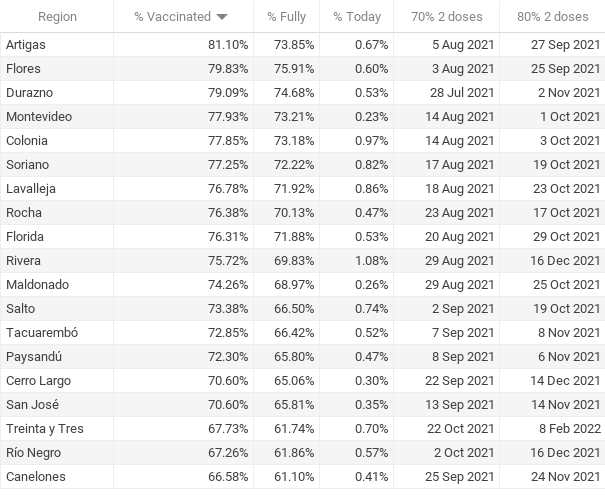 Region % Vaccinated % Fully % Today 70% 2 doses 80% 2 doses
Artigas 81.10% 73.85% 0.67% 5 Aug 2021 27 Sep 2021
Flores 79.83% 75.91% 0.60% 3 Aug 2021 25 Sep 2021
Durazno 79.09% 74.68% 0.53% 28 Jul 2021 2 Nov 2021
Montevideo 77.93% 73.21% 0.23% 14 Aug 2021 1 Oct 2021
Colonia 77.85% 73.18% 0.97% 14 Aug 2021 3 Oct 2021
Soriano 77.25% 72.22% 0.82% 17 Aug 2021 19 Oct 2021
Lavalleja 76.78% 71.92% 0.86% 18 Aug 2021 23 Oct 2021
Rocha 76.38% 70.13% 0.47% 23 Aug 2021 17 Oct 2021
Florida 76.31% 71.88% 0.53% 20 Aug 2021 29 Oct 2021
Rivera 75.72% 69.83% 1.08% 29 Aug 2021 16 Dec 2021
Maldonado 74.26% 68.97% 0.26% 29 Aug 2021 25 Oct 2021
Salto 73.38% 66.50% 0.74% 2 Sep 2021 19 Oct 2021
Tacuarembó 72.85% 66.42% 0.52% 7 Sep 2021 8 Nov 2021
Paysandú 72.30% 65.80% 0.47% 8 Sep 2021 6 Nov 2021
Cerro Largo 70.60% 65.06% 0.30% 22 Sep 2021 14 Dec 2021
San José 70.60% 65.81% 0.35% 13 Sep 2021 14 Nov 2021
Treinta y Tres 67.73% 61.74% 0.70% 22 Oct 2021 8 Feb 2022
Río Negro 67.26% 61.86% 0.57% 2 Oct 2021 16 Dec 2021
Canelones 66.58% 61.10% 0.41% 25 Sep 2021 24 Nov 2021